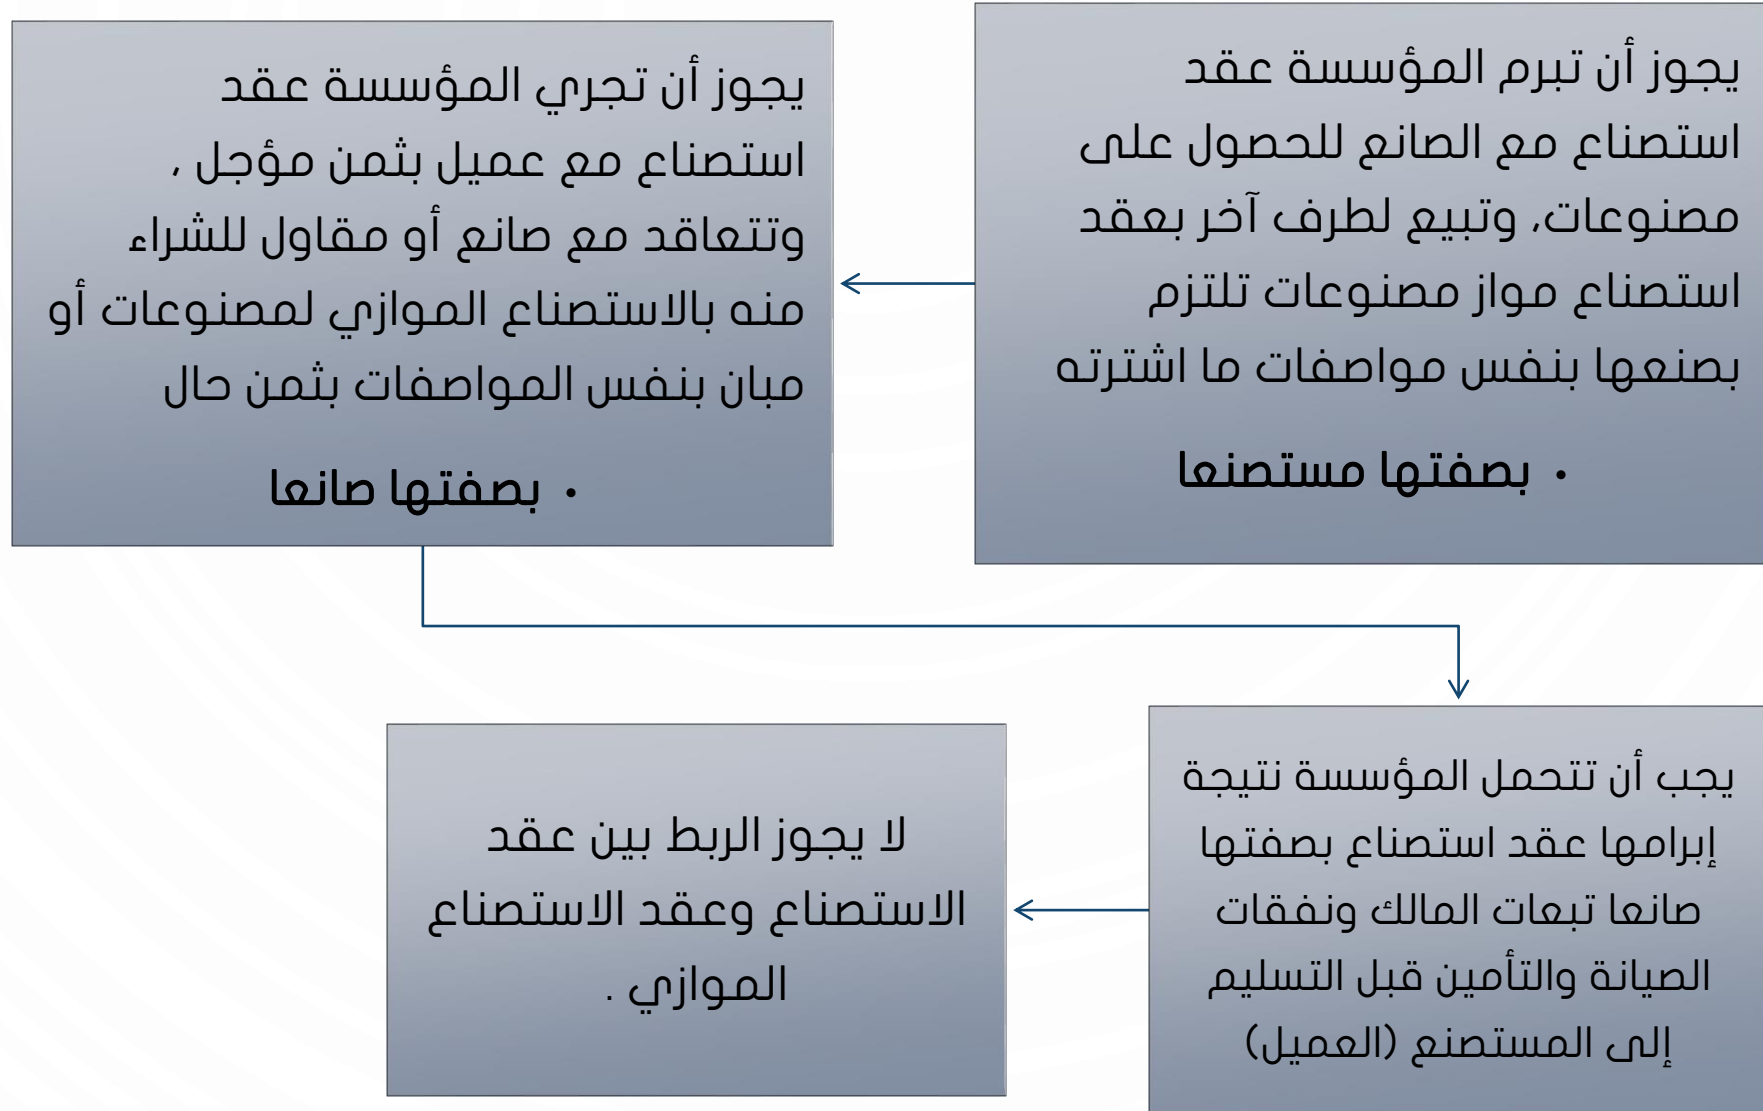 يجوز أن تبرم المؤسسة عقد
استصناع مع الصانع للحصول على
مصنوعات، وتبيع لطرف آخر بعقد
استصناع مواز مصنوعات تلتزم
بصنعها بنفس مواصفات ما اشترته
• بصفتها مستصنعا
يجوز أن تجري المؤسسة عقد
استصناع مع عميل بثمن مؤجل ،
وتتعاقد مع صانع أو مقاول للشراء
منه بالاستصناع الموازي لمصنوعات أو
مبان بنفس المواصفات بثمن حال
• بصفتها صانعا
يجب أن تتحمل المؤسسة نتيجة
إبرامها عقد استصناع بصفتها
صانعا تبعات المالك ونفقات
الصيانة والتأمين قبل التسليم
إلى المستصنع (العميل)
لا يجوز الربط بين عقد
الاستصناع وعقد الاستصناع
الموازي .